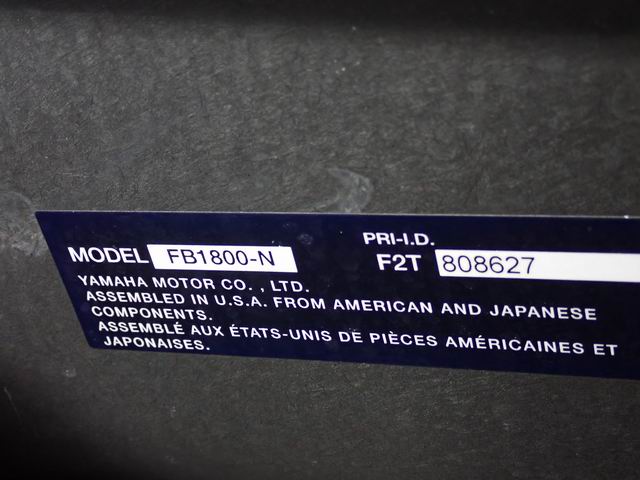 MODEL FB1800-N
PRI-I.D.
F2T 808627
YAMAHA MOTOR CO. , LTD.
ASSEMBLED IN U.S.A. FROM AMERICAN AND JAPANESE
COMPONENTS.
ASSEMBLÉ AUX ÉTATS-UNIS DE PIÈCES AMÉRICAINES ET
JAPONAISES.